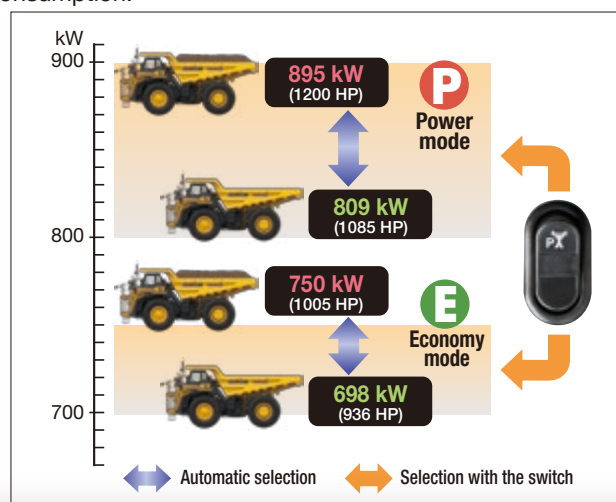 onsumption.
kW
900
895 kW
(1200 HP)
P
Power
mode
809 kW
(1085 HP)
800
750 kW
(1005 HP)
E
Economy
mode
698 kW
(936 HP)
700
P
Automatic selection
Selection with the switch